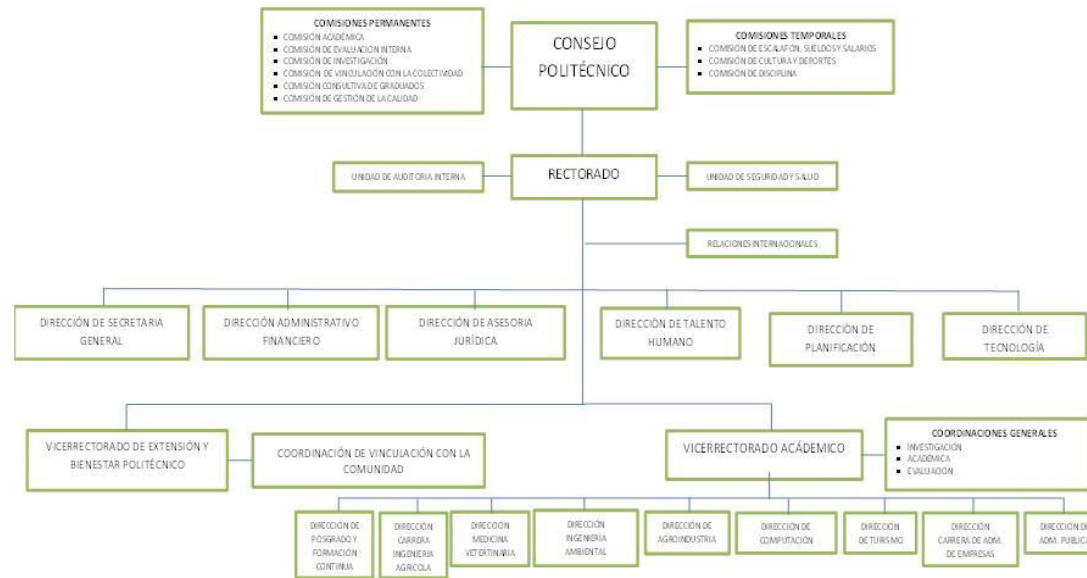 COMISIONES PERMANENTES
▪ COMISIÓN ACADÉMICA
▪ COMISIÓN DE EVALUACIÓN INTERNA
▪ COMISIÓN DE INVESTIGACIÓN
▪ COMISIÓN DE VINCULACIÓN CON LA COLECTIVIDAD
▪ COMISIÓN CONSULTIVA DE GRADUADOS
▪ COMISIÓN DE GESTIÓN DE LA CALIDAD
CONSEJO
POLITÉCNICO
COMISIONES TEMPORALES
▪ COMISIÓN DE ESCALAFÓN, SUELDOS Y SALARIOS
▪ COMISIÓN DE CULTURA Y DEPORTES
▪ COMISIÓN DE DISCIPLINA
UNIDAD DE AUDITORIA INTERNA
RECTORADO
UNIDAD DE SEGURIDAD Y SALUD
RELACIONES INTERNACIONALES
DIRECCIÓN DE SECRETARIA
GENERAL
DIRECCIÓN ADMINISTRATIVO
FINANCIERO
DIRECCIÓN DE ASESORIA
JURÍDICA
DIRECCIÓN DE TALENTO
HUMANO
DIRECCIÓN DE
PLANIFICACIÓN
DIRECCIÓN DE
TECNOLOGÍA
VICERRECTORADO DE EXTENSIÓN Y
BIENESTAR POLITÉCNICO
COORDINACIÓN DE VINCULACIÓN CON LA
COMUNIDAD
VICERRECTORADO ACÁDEMICO
COORDINACIONES GENERALES
▪ INVESTIGACIÓN
▪ ACADÉMICA
▪ EVALUACIÓN
DIRECCIÓN DE
POSGRADO Y
FORMACIÓN
CONTINUA
DIRECCIÓN
CARRERA
INGENIERIA
AGRICOLA
DIRECCIÓN
MEDICINA
VETERTINARIA
DIRECCIÓN
INGENIERÍA
AMBIENTAL
DIRECCIÓN DE
AGROINDUSTRIA
DIRECCIÓN DE
COMPUTACIÓN
DIRECCIÓN
DE TURISMO
DIRECCIÓN
CARRERA DE ADM.
DE EMPRESAS
DIRECCIÓN DE
ADM. PÚBLICA